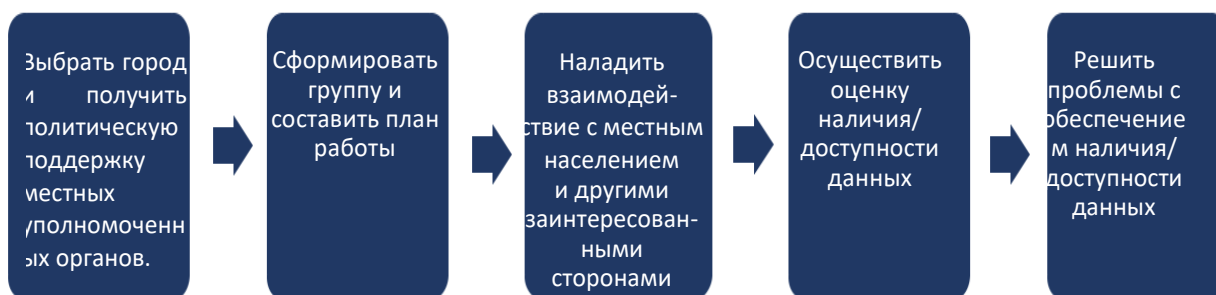 Выбрать город
и получить
политическую
поддержку
местных
уполномоченн
ых органов.
Сформировать
группу и
составить план
работы
Наладить
взаимодей-
ствие с местным
населением
и другими
заинтересован-
ными
сторонами
Осуществить
оценку
наличия/
доступности
данных
Решить
проблемы с
обеспечение
м наличия/
доступности
данных